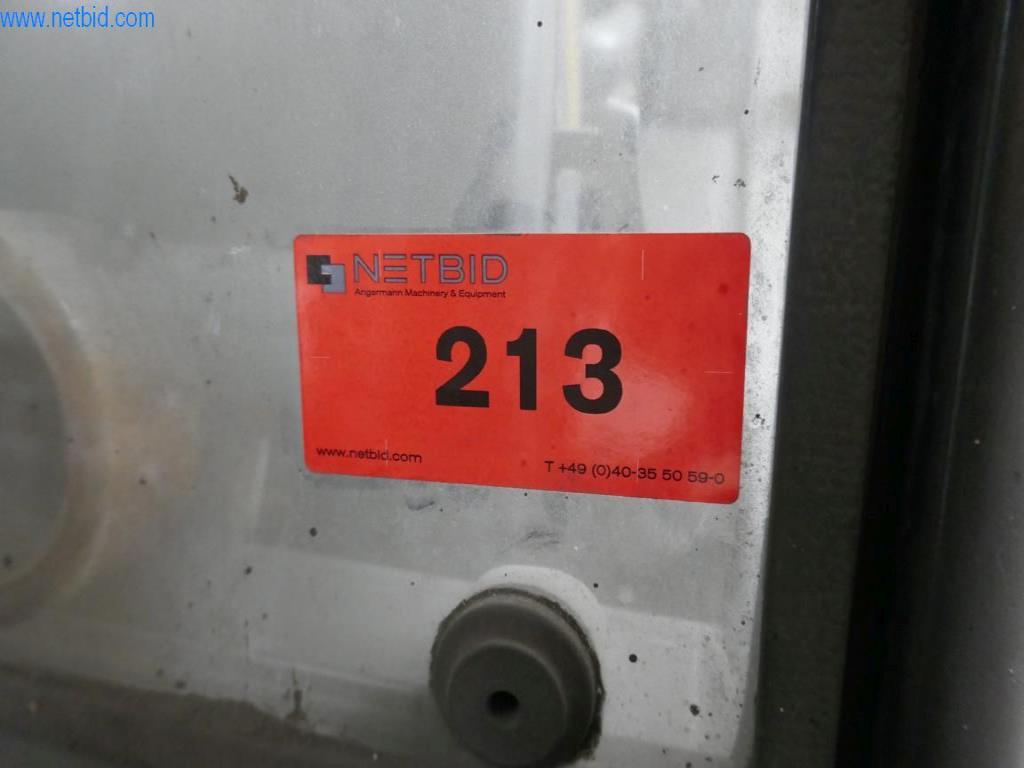 www.netbid.com
NETBID
Angermann Machinery & Equipment
213
www.netbid.com
T +49 (0)40-35 50 59-0